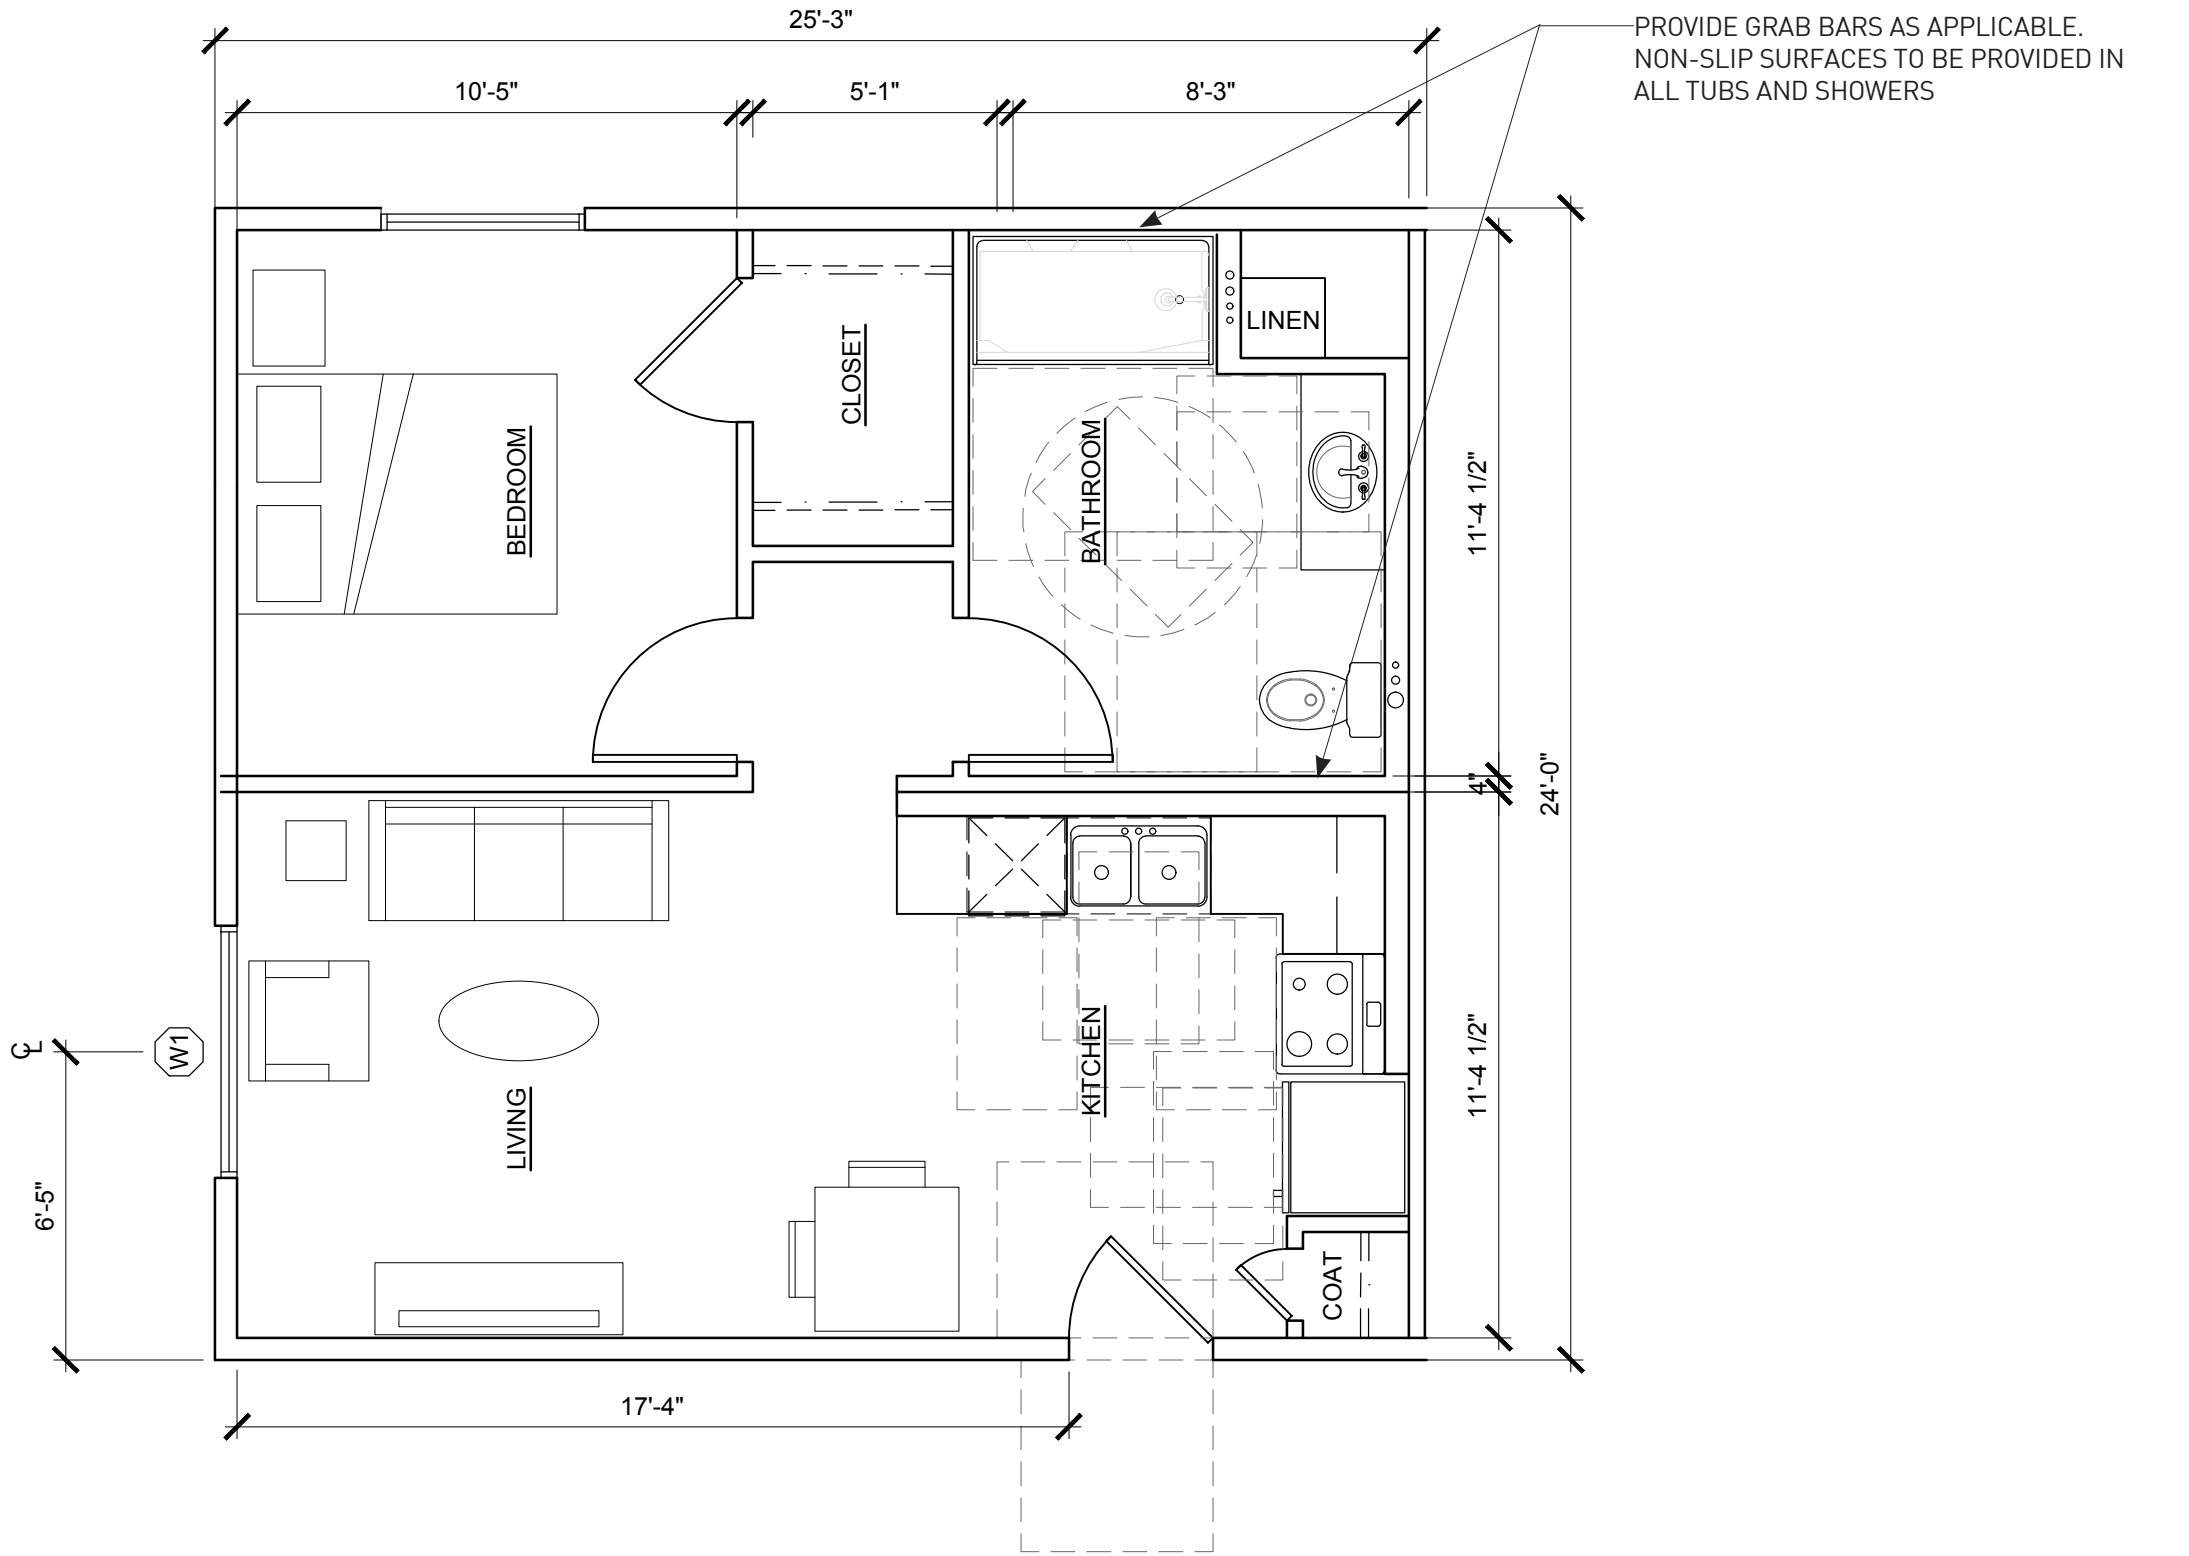 25'-3"
PROVIDE GRAB BARS AS APPLICABLE.
NON-SLIP SURFACES TO BE PROVIDED IN
ALL TUBS AND SHOWERS
10'-5"
5'-1"
8'-3"
LINEN
CLOSET
BEDROOM
BATHROOM
11'-4 1/2"
4"
24'-0"
CL
W1
LIVING
KITCHEN
11'-4 1/2"
6'-5"
COAT
17'-4"